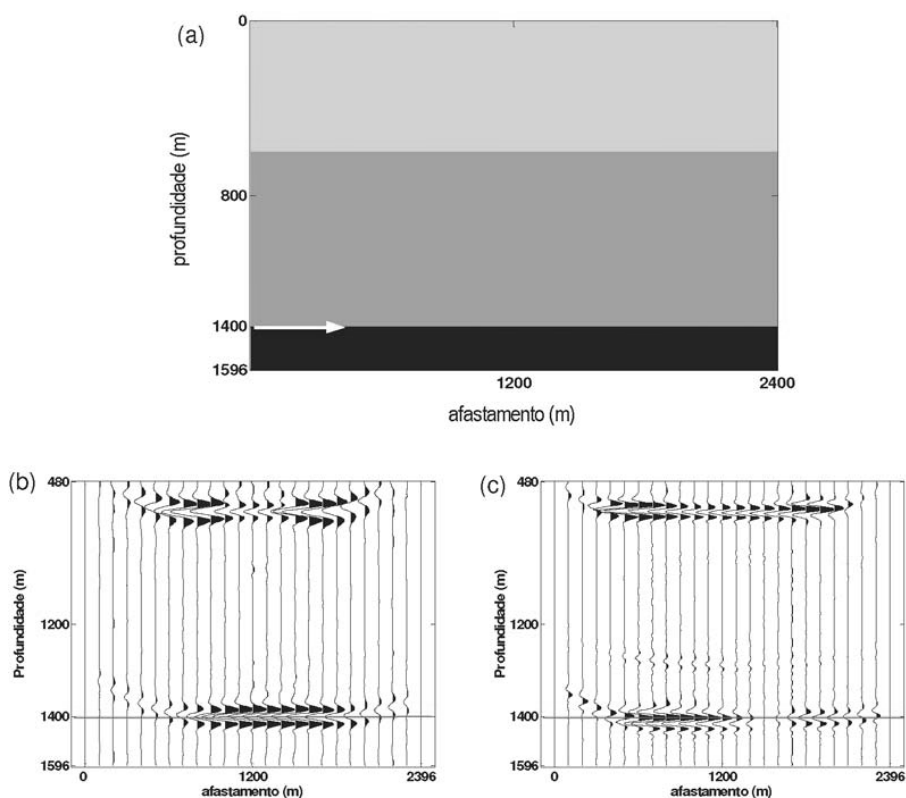 (a)
0
profundidade (m)
800
1400
1596
1200 2400
afastamento (m)
(b)
480
Profundidade (m)
1200
1400
1596
0 1200 2396
afastamento (m)
(c)
480
Profundidade (m)
1200
1400
1596
0 1200 2396
afastamento (m)